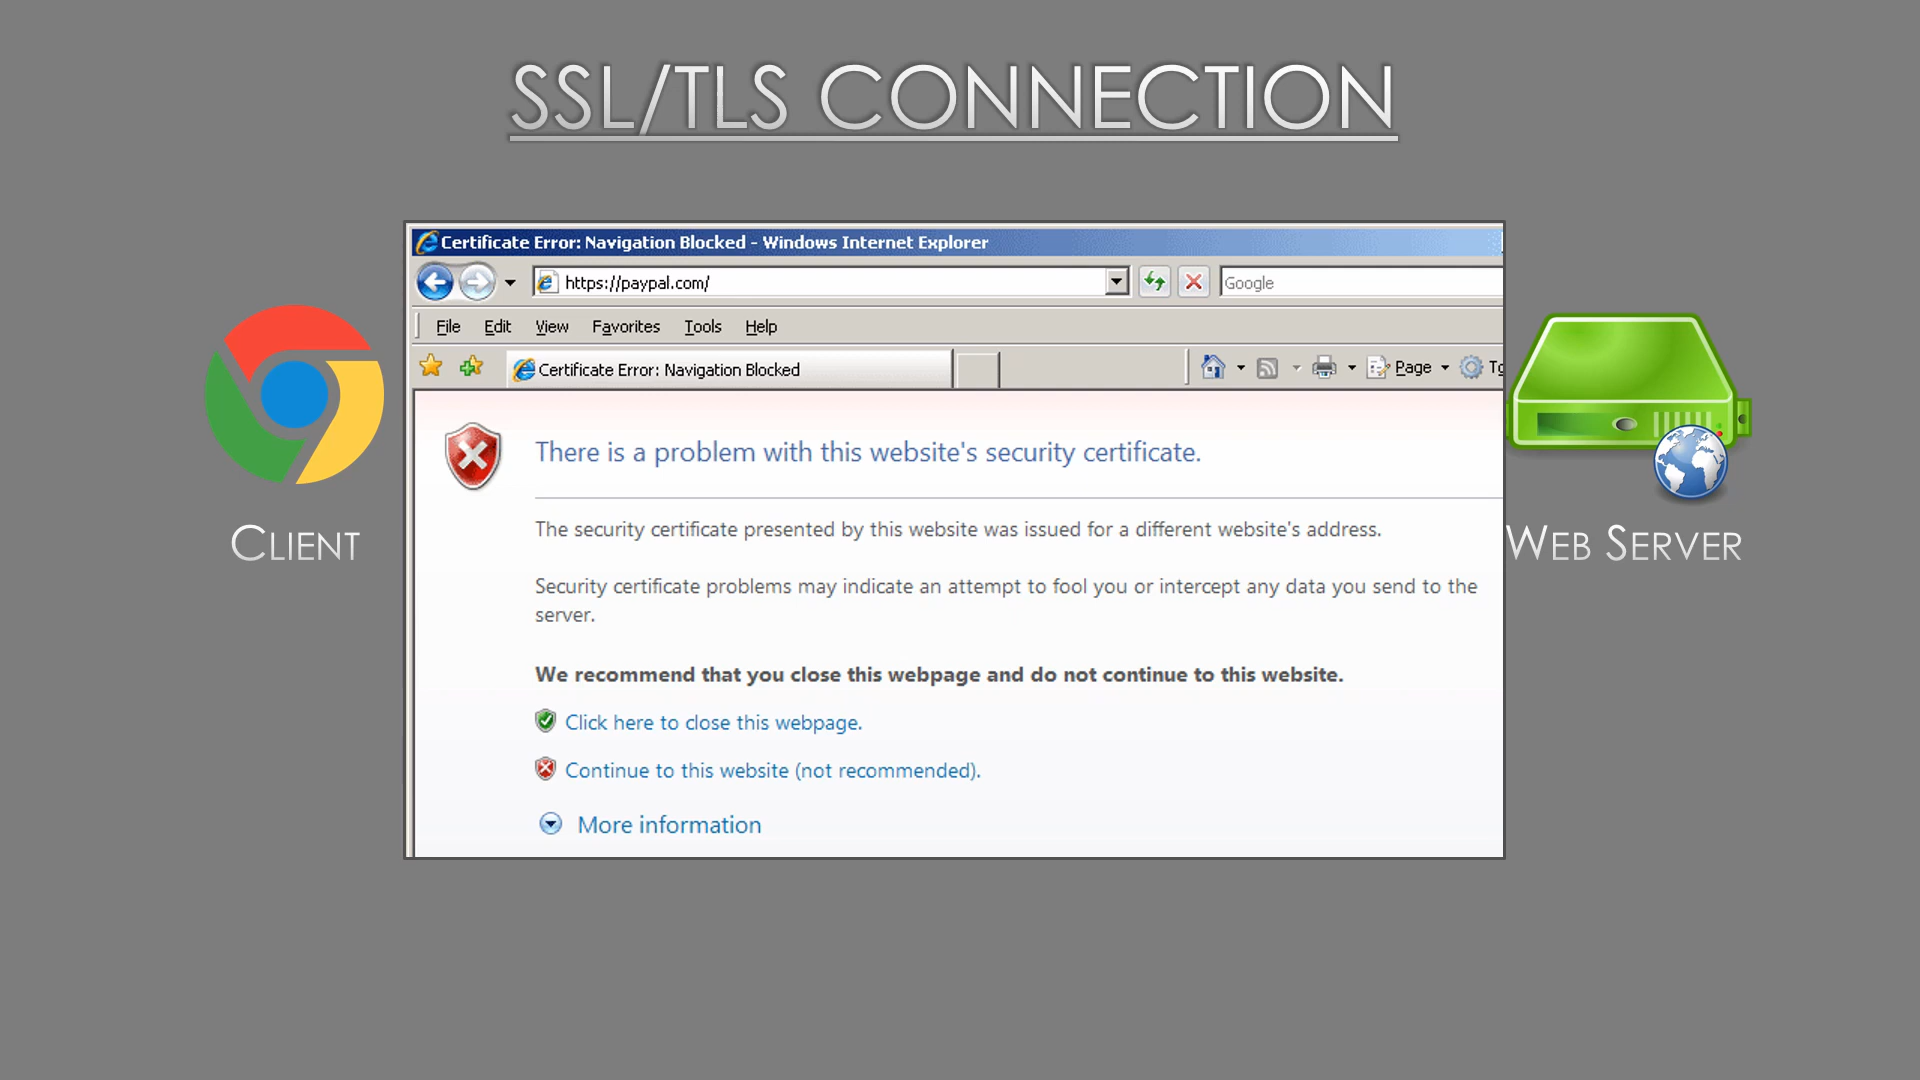 SSL/TLS CONNECTION
Certificate Error: Navigation Blocked - Windows Internet Explorer
https://paypal.com/
Google
File Edit View Favorites Tools Help
Certificate Error: Navigation Blocked
Page
There is a problem with this website's security certificate.
The security certificate presented by this website was issued for a different website's address.
Security certificate problems may indicate an attempt to fool you or intercept any data you send to the
server.
We recommend that you close this webpage and do not continue to this website.
Click here to close this webpage.
Continue to this website (not recommended).
More information
CLIENT
WEB SERVER